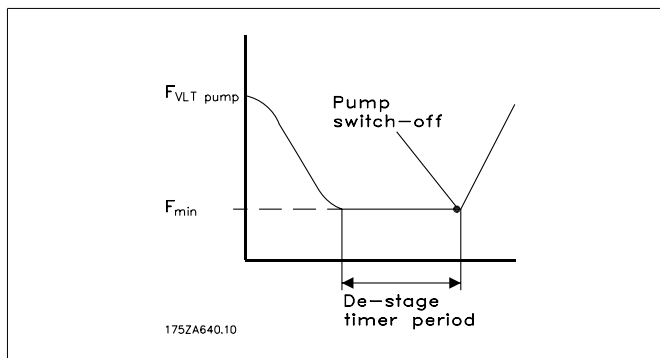 F_VLT pump
Pump
switch-off
F_min
De-stage
timer period
175ZA640.10